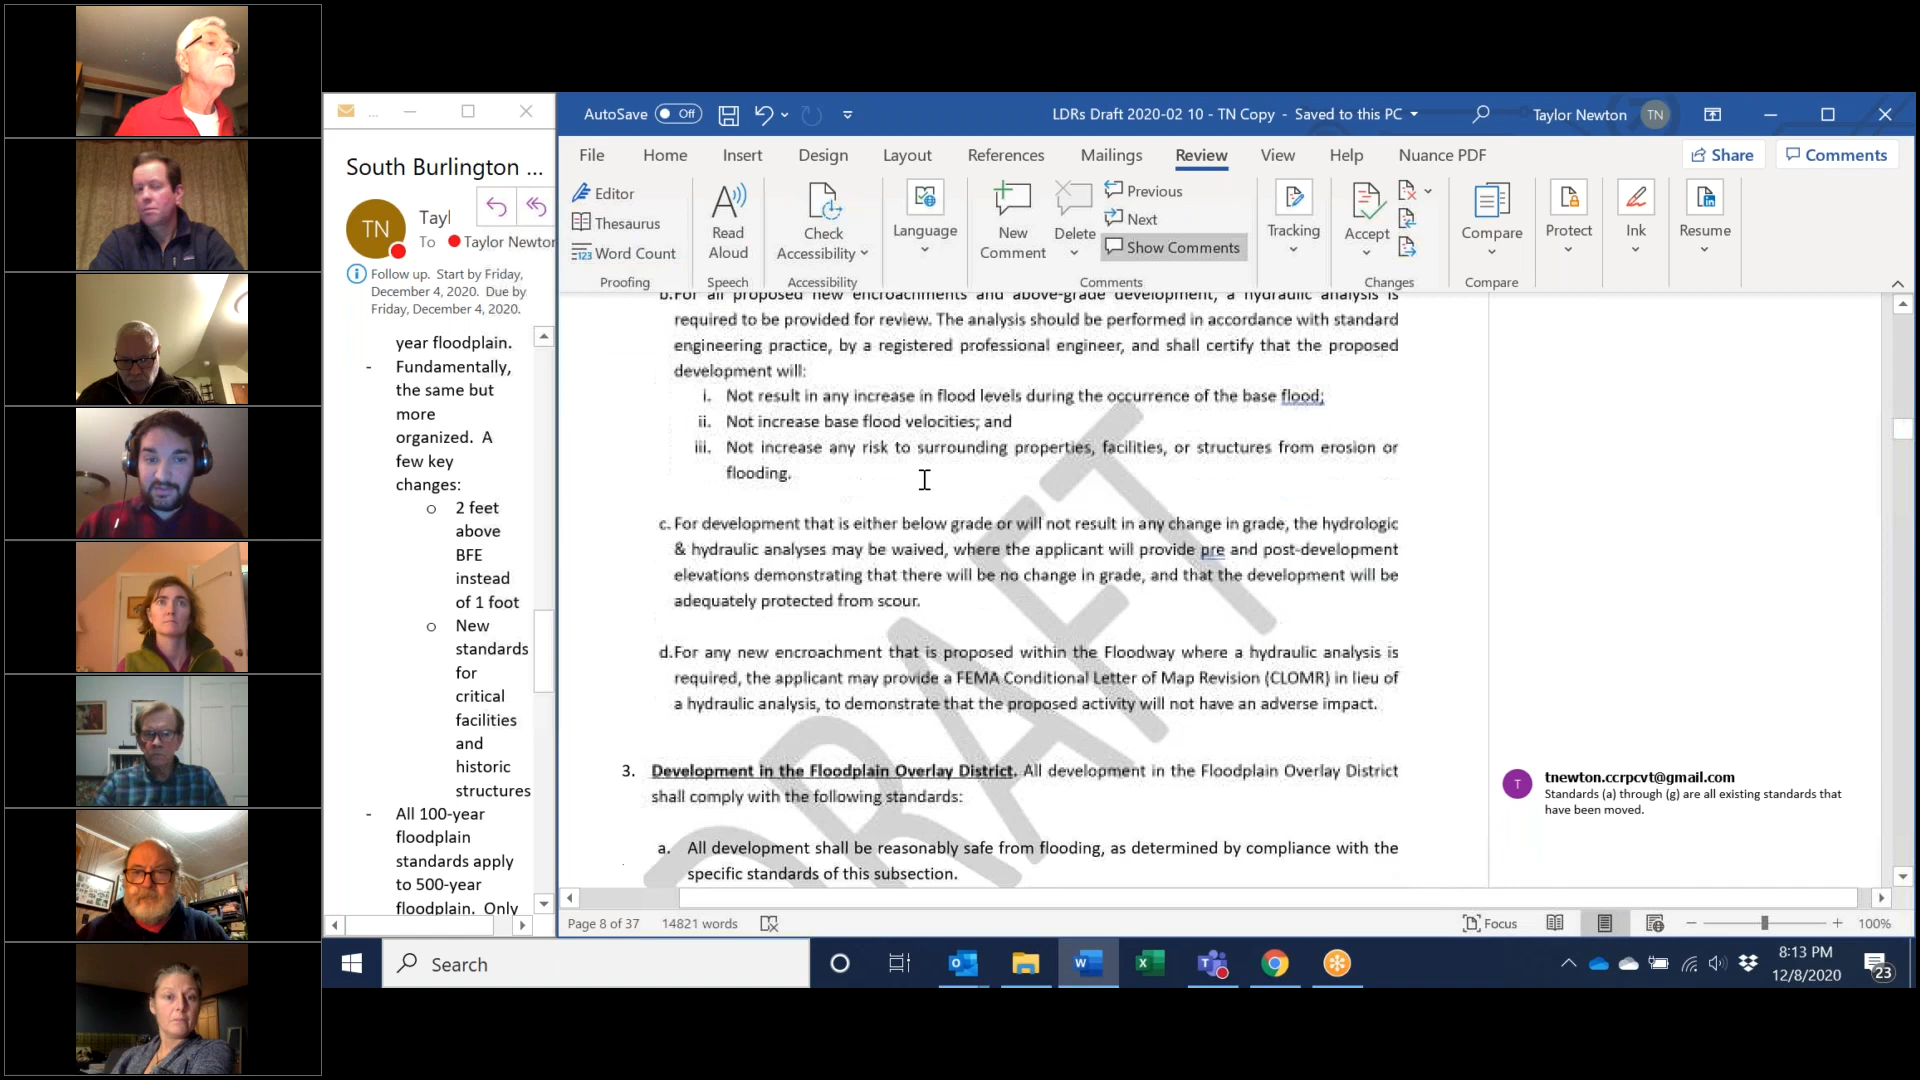 South Burlington ...
TN
Tayl
To Taylor Newton
Follow up. Start by Friday,
December 4, 2020. Due by
Friday, December 4, 2020.
year floodplain.
- Fundamentally,
the same but
more
organized. A
few key
changes:
o 2 feet
above
BFE
instead
of 1 foot
o New
standards
for
critical
facilities
and
historic
structures
- All 100-year
floodplain
standards apply
to 500-year
floodplain. Only
AutoSave Off
LDRs Draft 2020-02 10 - TN Copy - Saved to this PC
Taylor Newton TN
File Home Insert Design Layout References Mailings Review View Help Nuance PDF Share Comments
Editor
Thesaurus
Word Count
Proofing
Read Aloud
Speech
Check Accessibility
Accessibility
Language
New Comment
Delete
Previous
Next
Show Comments
Comments
Tracking
Accept
Changes
Compare
Compare
Protect
Ink
Resume
b. For all proposed new encroachments and above-grade development, a hydraulic analysis is
required to be provided for review. The analysis should be performed in accordance with standard
engineering practice, by a registered professional engineer, and shall certify that the proposed
development will:
i. Not result in any increase in flood levels during the occurrence of the base flood;
ii. Not increase base flood velocities; and
iii. Not increase any risk to surrounding properties, facilities, or structures from erosion or
flooding.
c. For development that is either below grade or will not result in any change in grade, the hydrologic
& hydraulic analyses may be waived, where the applicant will provide pre and post-development
elevations demonstrating that there will be no change in grade, and that the development will be
adequately protected from scour.
d. For any new encroachment that is proposed within the Floodway where a hydraulic analysis is
required, the applicant may provide a FEMA Conditional Letter of Map Revision (CLOMR) in lieu of
a hydraulic analysis, to demonstrate that the proposed activity will not have an adverse impact.
3. Development in the Floodplain Overlay District. All development in the Floodplain Overlay District
shall comply with the following standards:
a. All development shall be reasonably safe from flooding, as determined by compliance with the
specific standards of this subsection.
DRAFT
T
tnewton.ccrpcvt@gmail.com
Standards (a) through (g) are all existing standards that
have been moved.
Page 8 of 37 14821 words
Focus
100%
Search
8:13 PM
12/8/2020
23